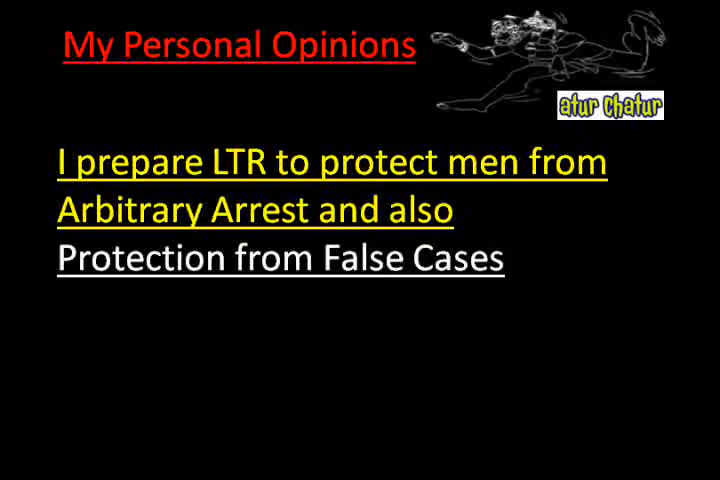 My Personal Opinions
atur chatur
I prepare LTR to protect men from
Arbitrary Arrest and also
Protection from False Cases